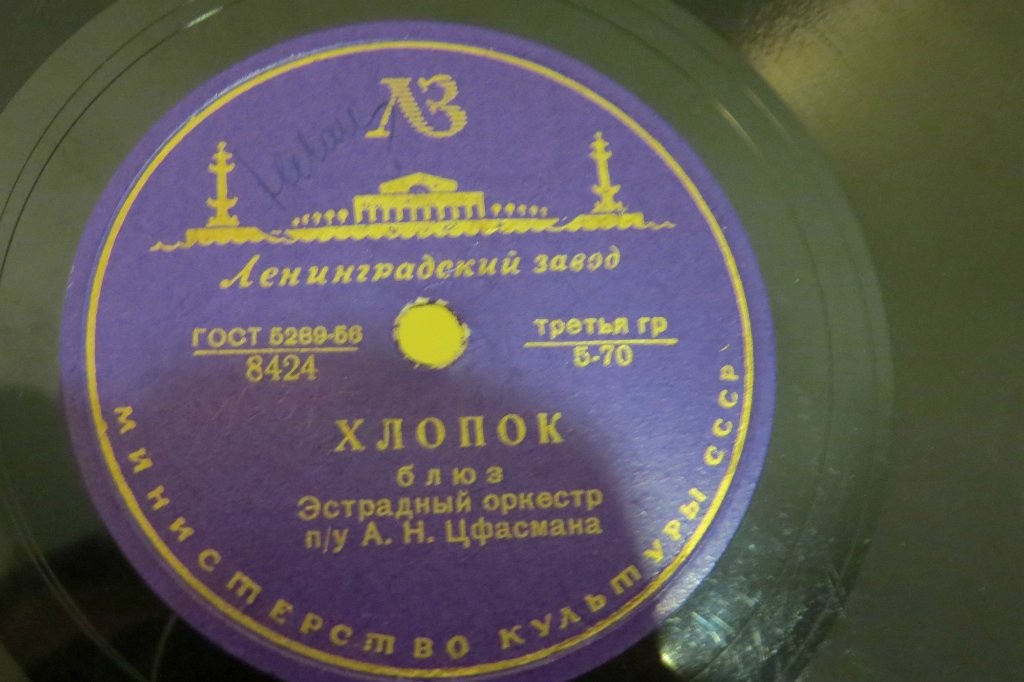 ЛЗ
Ленинградский завод
ГОСТ 5289-56
8424
третья гр
5-70
ХЛОПОК
блюз
Эстрадный оркестр
п/у А. Н. Цфасмана
МИНИСТЕРСТВО КУЛЬТУРЫ СССР